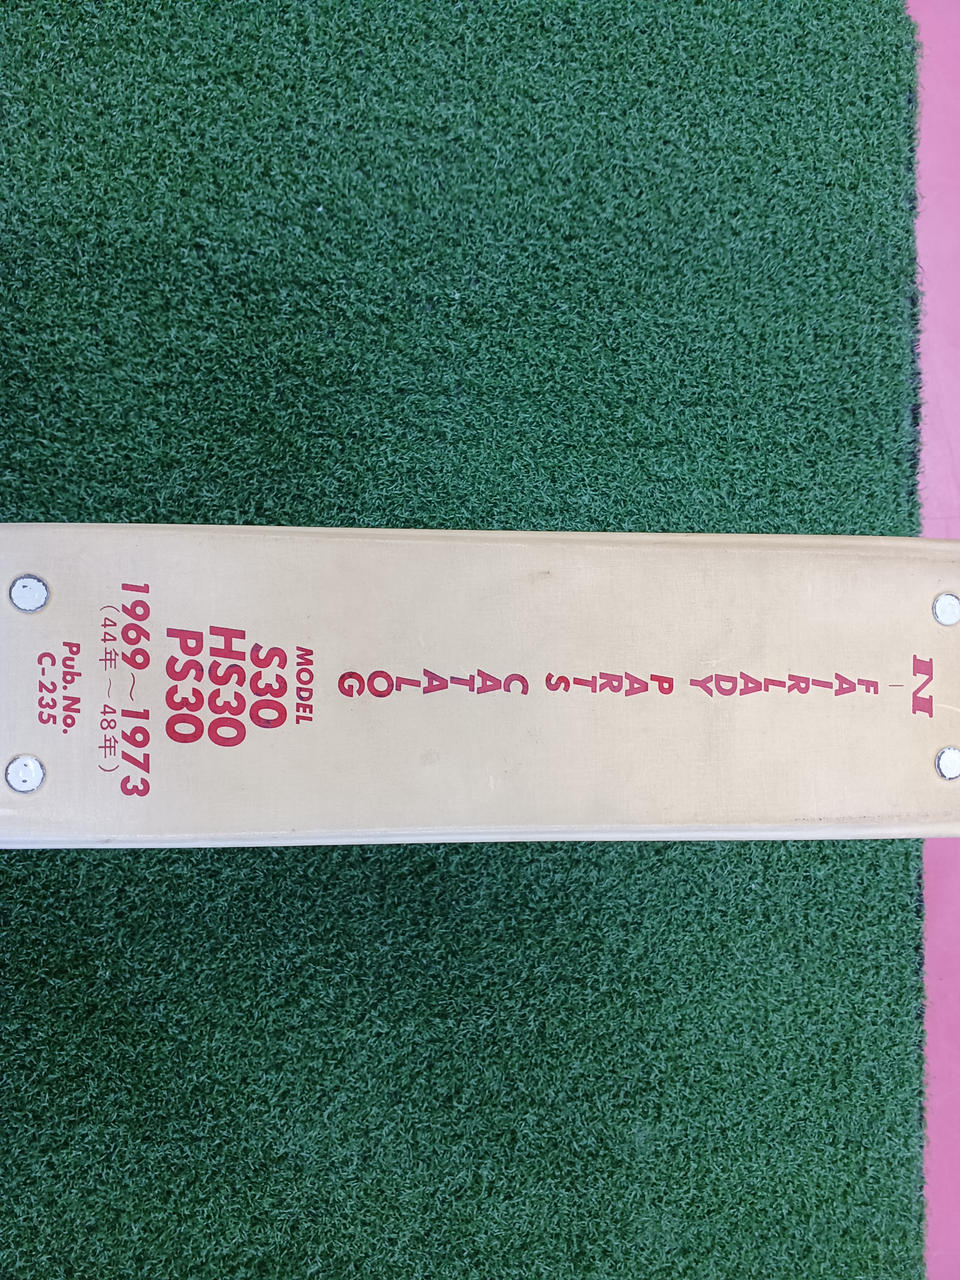 N
FAIRLADY
PARTS
CATALOG
MODEL
S30
HS30
PS30
1969~1973
(44年~48年)
Pub. No.
C-235